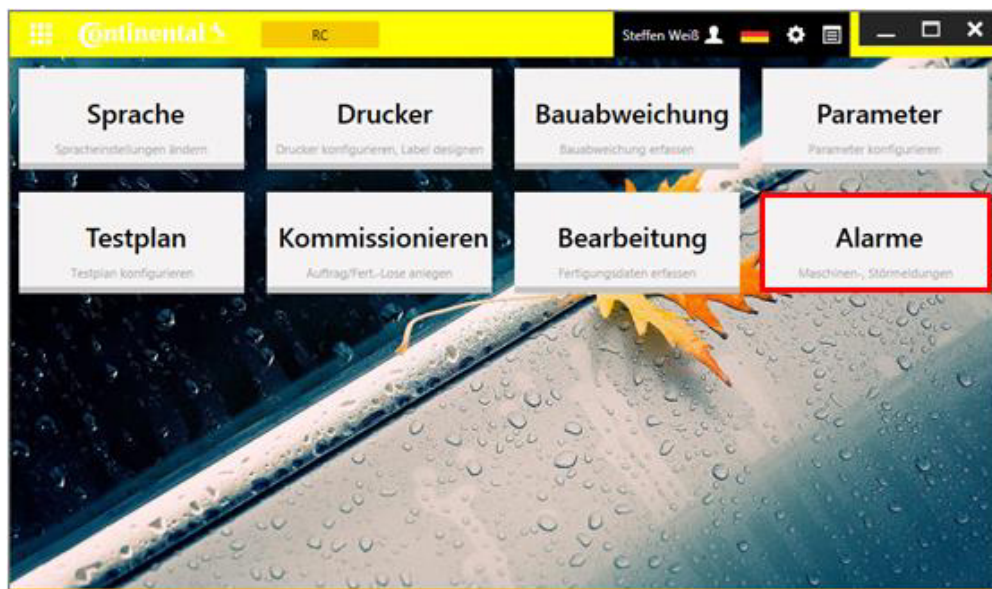 Continental
RC
Steffen Weiß
Sprache
Spracheinstellungen ändern
Drucker
Drucker konfigurieren, Label designen
Bauabweichung
Bauabweichung erfassen
Parameter
Parameter konfigurieren
Testplan
Testplan konfigurieren
Kommissionieren
Auftrag/Fert.-Lose anlegen
Bearbeitung
Fertigungsdaten erfassen
Alarme
Maschinen-, Störmeldungen